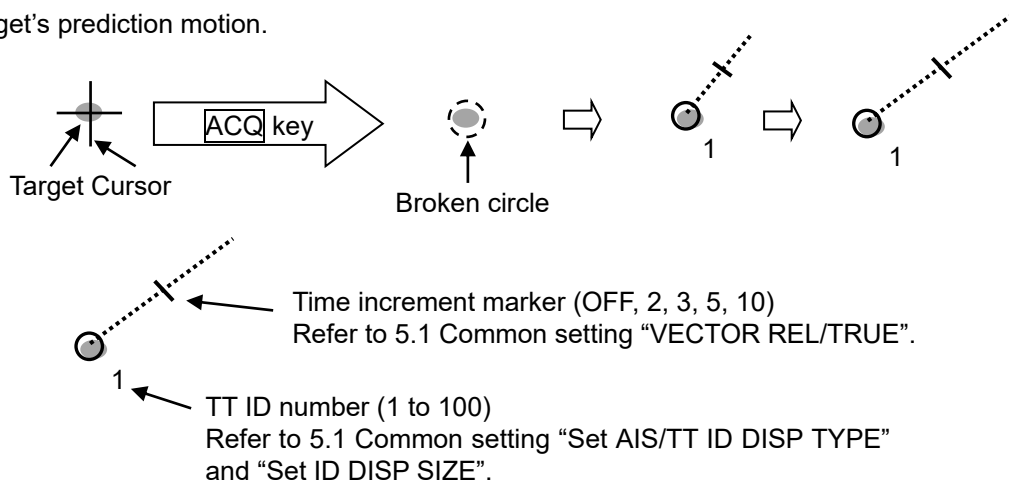 get's prediction motion.
ACQ key
1
1
Target Cursor
Broken circle
Time increment marker (OFF, 2, 3, 5, 10)
Refer to 5.1 Common setting “VECTOR REL/TRUE”.
1
TT ID number (1 to 100)
Refer to 5.1 Common setting “Set AIS/TT ID DISP TYPE”
and “Set ID DISP SIZE”.